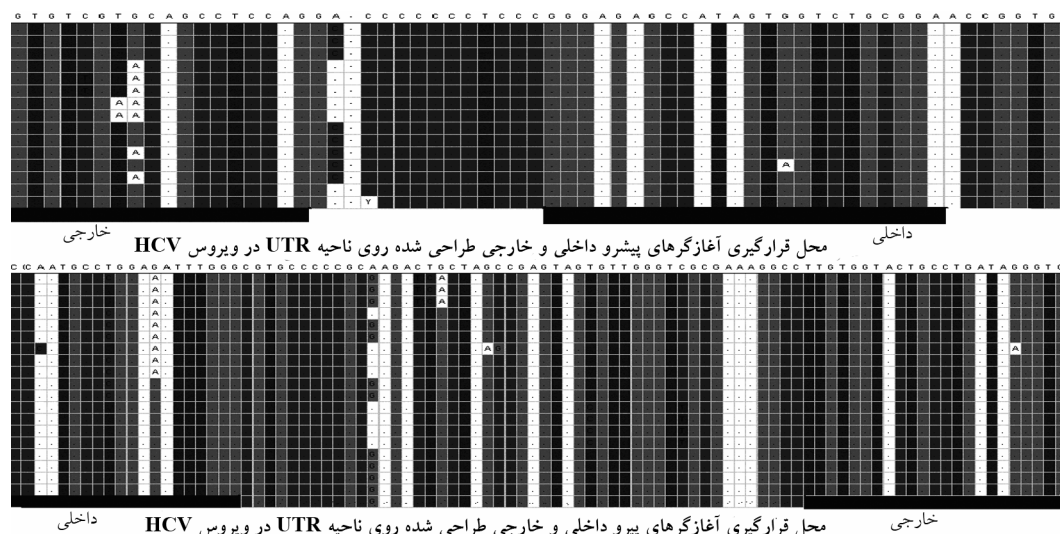 G T G T C G T G C A G C C T C C A G G A - C C C C C C C T C C C G G G A G A G C C A T A G T G G T C T G C G G A A C C G G T G
A
A
A
A A
A A
A
A
A
Y
خارجی داخلی
محل قرارگیری آغازگرهای پیشرو داخلی و خارجی طراحی شده روی ناحیه UTR در ویروس HCV
C C A A T G C C T G G A G A T T T G G G C G T G C C C C C G C A A G A C T G C T A G C C G A G T A G T G T T G G G T C G C G A A A G G C C T T G T G G T A C T G C C T G A T A G G G T G
A G A
A G A
A G A
A
A G
A G
A A G A
A
A
G
G
G
G
G
G
داخلی خارجی
محل قرارگیری آغازگرهای پیرو داخلی و خارجی طراحی شده روی ناحیه UTR در ویروس HCV